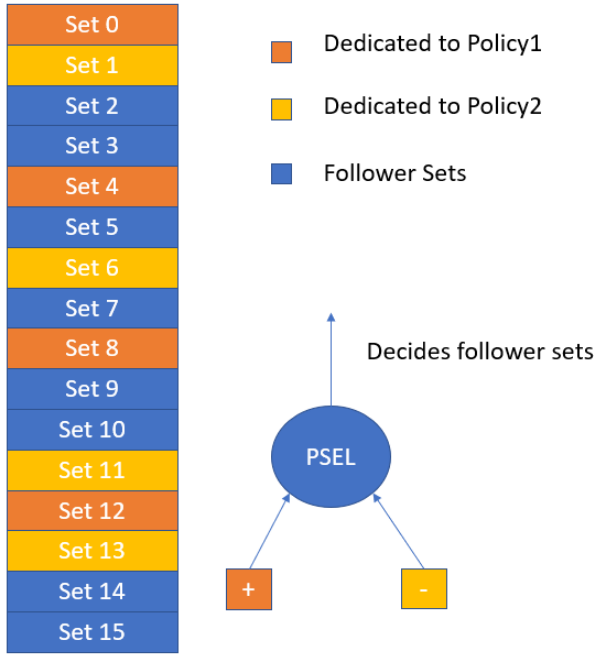 Set 0
Set 1
Set 2
Set 3
Set 4
Set 5
Set 6
Set 7
Set 8
Set 9
Set 10
Set 11
Set 12
Set 13
Set 14
Set 15
Dedicated to Policy1
Dedicated to Policy2
Follower Sets
Decides follower sets
PSEL
+
-